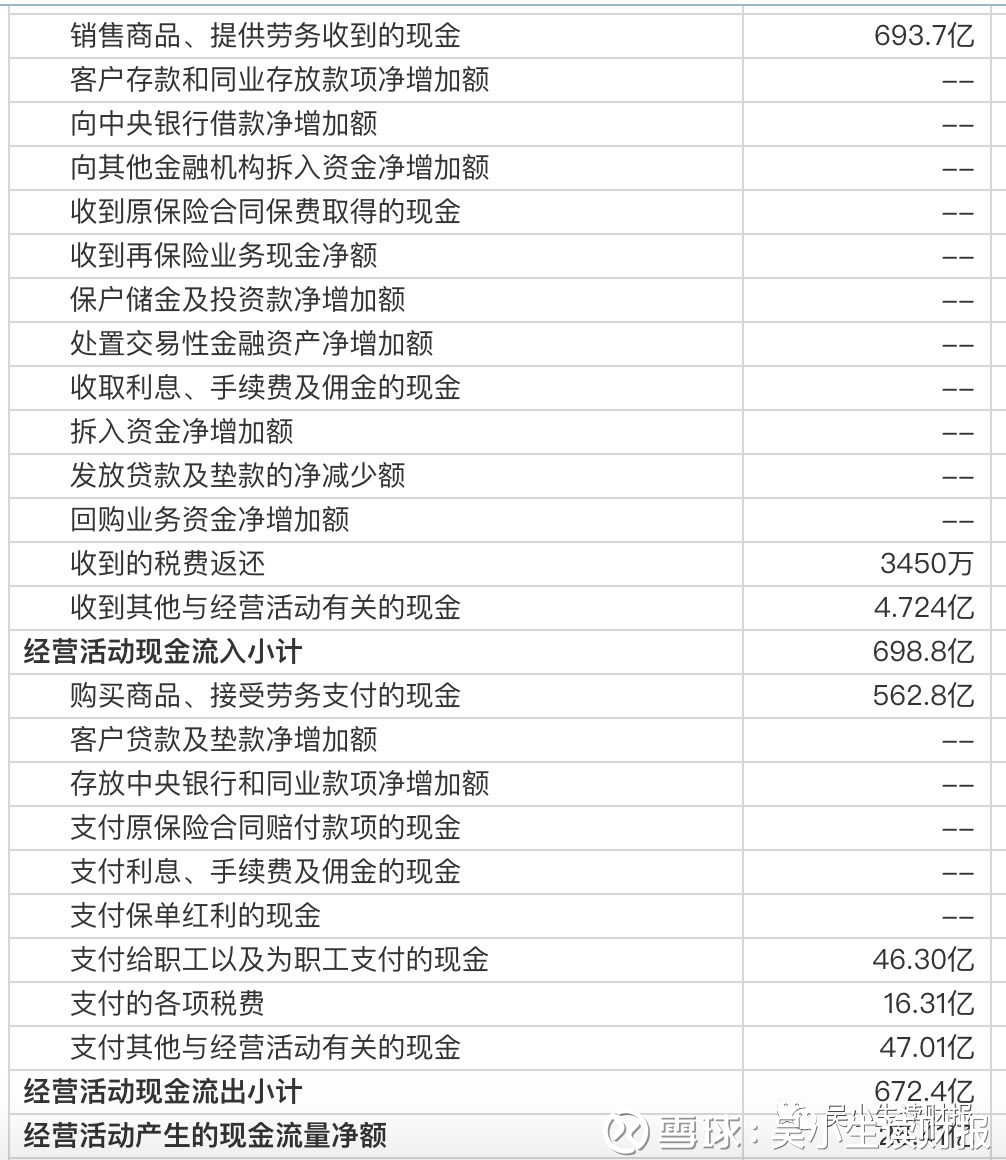 销售商品、提供劳务收到的现金 693.7亿
客户存款和同业存放款项净增加额 --
向中央银行借款净增加额 --
向其他金融机构拆入资金净增加额 --
收到原保险合同保费取得的现金 --
收到再保险业务现金净额 --
保户储金及投资款净增加额 --
处置交易性金融资产净增加额 --
收取利息、手续费及佣金的现金 --
拆入资金净增加额 --
发放贷款及垫款的净减少额 --
回购业务资金净增加额 --
收到的税费返还 3450万
收到其他与经营活动有关的现金 4.724亿
经营活动现金流入小计 698.8亿
购买商品、接受劳务支付的现金 562.8亿
客户贷款及垫款净增加额 --
存放中央银行和同业款项净增加额 --
支付原保险合同赔付款项的现金 --
支付利息、手续费及佣金的现金 --
支付保单红利的现金 --
支付给职工以及为职工支付的现金 46.30亿
支付的各项税费 16.31亿
支付其他与经营活动有关的现金 47.01亿
经营活动现金流出小计 672.4亿
吴小生读财报
经营活动产生的现金流量净额
雪球：吴小生读财报